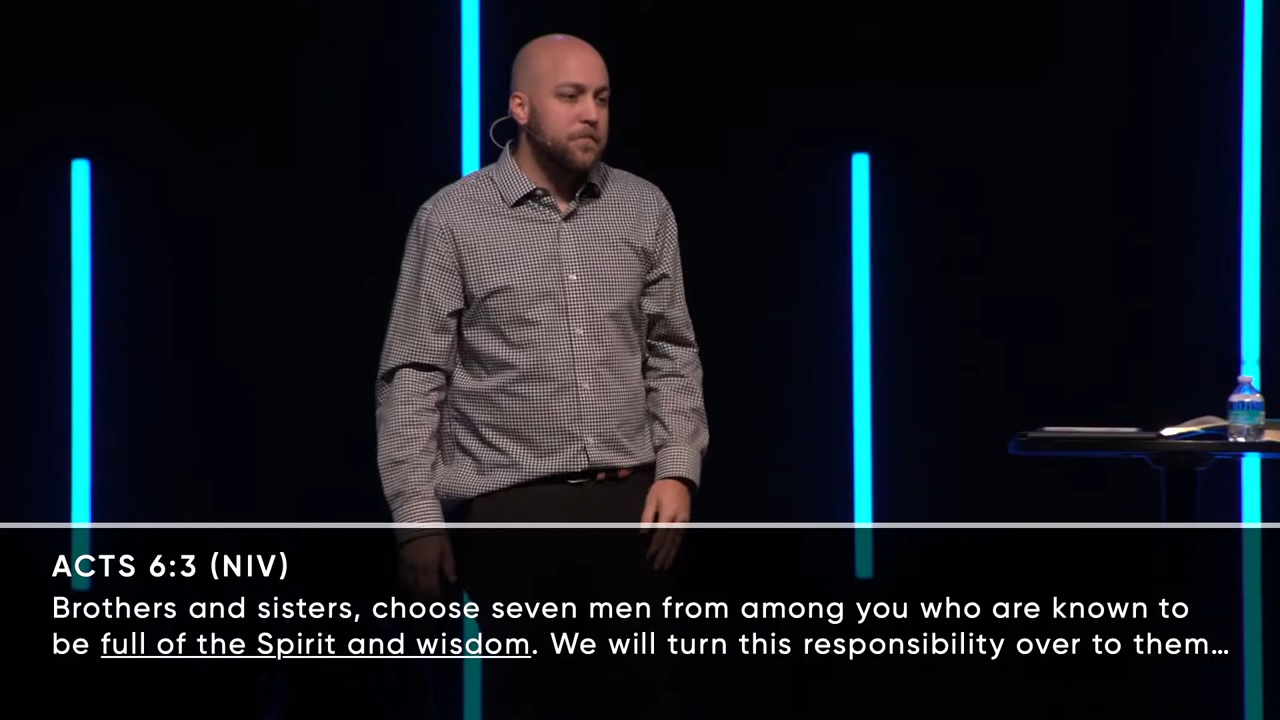 ACTS 6:3 (NIV)
Brothers and sisters, choose seven men from among you who are known to
be full of the Spirit and wisdom. We will turn this responsibility over to them…